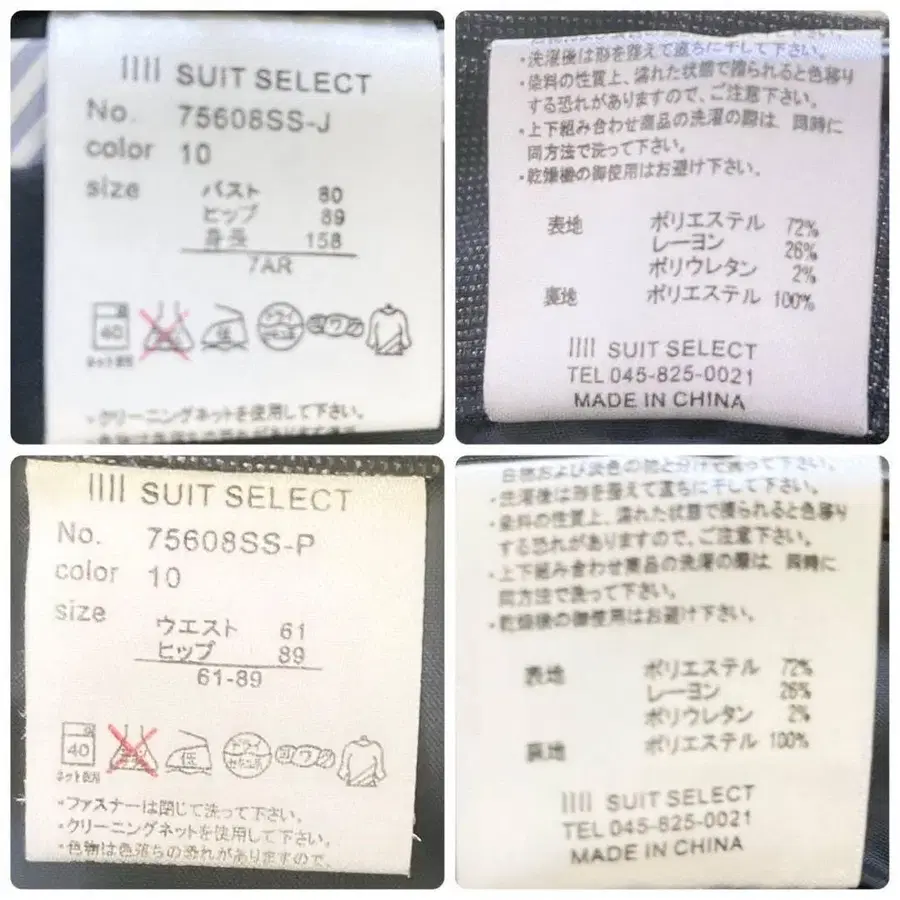 SUIT SELECT
No. 75608SS-J
color 10
size バスト 80
ヒップ 89
身長 158
7AR
40
ネット使用
低
ドライ
・クリーニングネットを使用して下さい。
・洗濯後は形を整えて直ちに干して下さい。
・染料の性質上、濡れた状態で擦られると色移り
する恐れがありますので、ご注意下さい。
・上下組み合わせ商品の洗濯の際は、同時に
同方法で洗って下さい。
・乾燥機の御使用はお避け下さい。
表地 ポリエステル 72%
レーヨン 26%
ポリウレタン 2%
裏地 ポリエステル 100%
SUIT SELECT
TEL 045-825-0021
MADE IN CHINA
SUIT SELECT
No. 75608SS-P
color 10
size ウエスト 61
ヒップ 89
61-89
40
ネット使用
低
ドライ
セキユ系
・ファスナーは閉じて洗って下さい。
・クリーニングネットを使用して下さい。
・色物は色落ちの恐れがありますので、
白物および淡色の物と分けて洗って下さい。
・洗濯後は形を整えて直ちに干して下さい。
・染料の性質上、濡れた状態で擦られると色移り
する恐れがありますので、ご注意下さい。
・上下組み合わせ商品の洗濯の際は、同時に
同方法で洗って下さい。
・乾燥後の御使用はお避け下さい。
表地 ポリエステル 72%
レーヨン 26%
ポリウレタン 2%
裏地 ポリエステル 100%
SUIT SELECT
TEL 045-825-0021
MADE IN CHINA